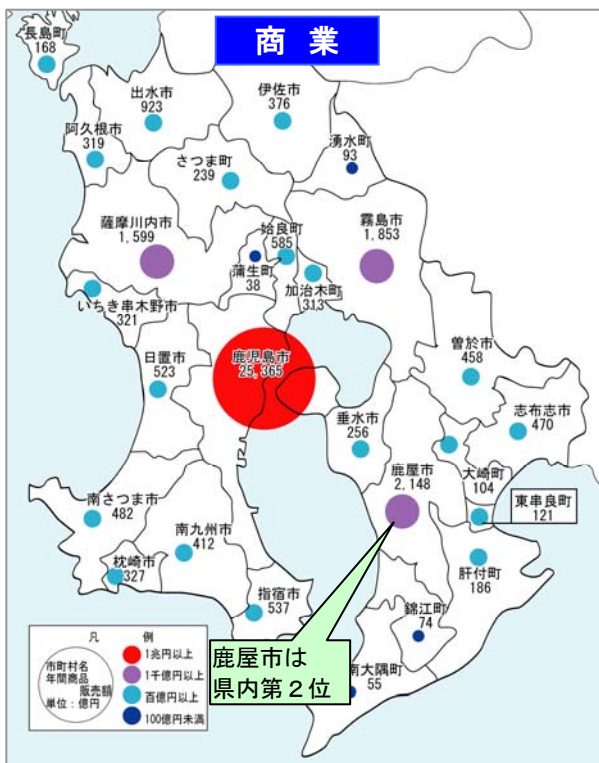 商 業
長島町
168
出水市
923
伊佐市
376
阿久根市
319
湧水町
93
さつま町
239
薩摩川内市
1,599
姶良町
585
霧島市
1,853
蒲生町
38
加治木町
313
いちき串木野市
321
日置市
523
鹿児島市
25,365
曽於市
458
垂水市
256
志布志市
470
鹿屋市
2,148
大崎町
104
東串良町
121
南さつま市
482
南九州市
412
枕崎市
327
肝付町
186
指宿市
537
錦江町
74
南大隅町
55
鹿屋市は
県内第2位
凡 例
市町村名
年間商品
販売額
単位:億円
1兆円以上
1千億円以上
百億円以上
100億円未満